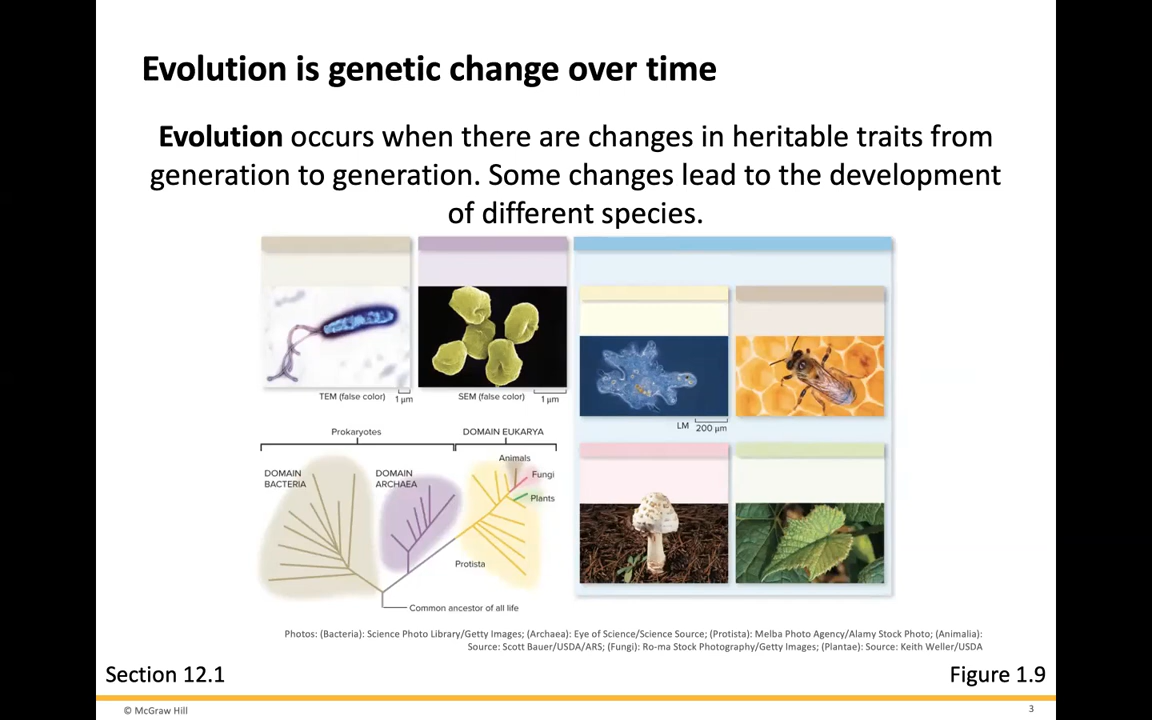 Evolution is genetic change over time
Evolution occurs when there are changes in heritable traits from
generation to generation. Some changes lead to the development
of different species.
TEM (false color) 1 μm
SEM (false color) 1 μm
LM 200 μm
Prokaryotes
DOMAIN EUKARYA
Animals
DOMAIN
BACTERIA
DOMAIN
ARCHAEA
Fungi
Plants
Protista
Common ancestor of all life
Photos: (Bacteria): Science Photo Library/Getty Images; (Archaea): Eye of Science/Science Source; (Protista): Melba Photo Agency/Alamy Stock Photo; (Animalia):
Source: Scott Bauer/USDA/ARS; (Fungi): Ro-ma Stock Photography/Getty Images; (Plantae): Source: Keith Weller/USDA
Section 12.1
Figure 1.9
© McGraw Hill
3